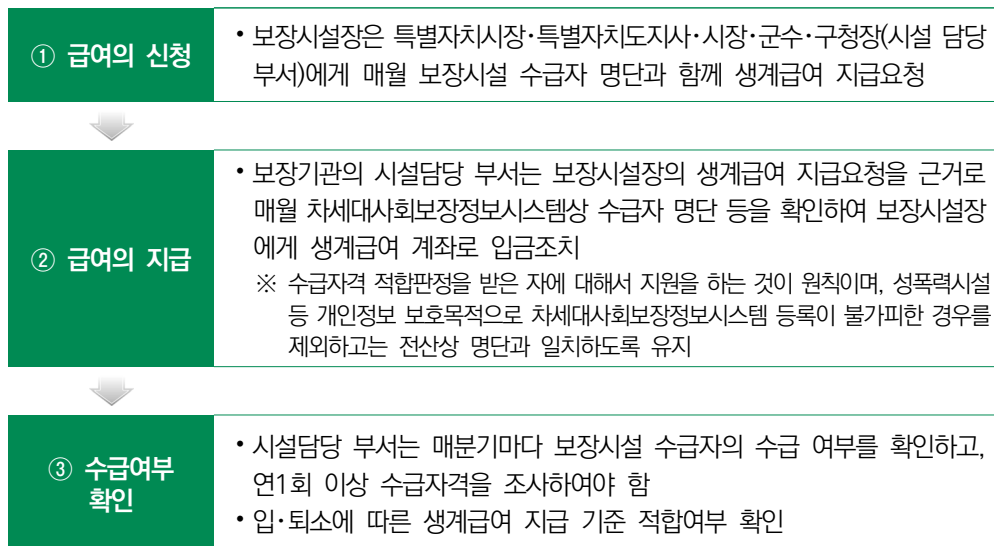 ① 급여의 신청
• 보장시설장은 특별자치시장·특별자치도지사·시장·군수·구청장(시설 담당
부서)에게 매월 보장시설 수급자 명단과 함께 생계급여 지급요청
② 급여의 지급
• 보장기관의 시설담당 부서는 보장시설장의 생계급여 지급요청을 근거로
매월 차세대사회보장정보시스템상 수급자 명단 등을 확인하여 보장시설장
에게 생계급여 계좌로 입금조치
※ 수급자격 적합판정을 받은 자에 대해서 지원을 하는 것이 원칙이며, 성폭력시설
등 개인정보 보호목적으로 차세대사회보장정보시스템 등록이 불가피한 경우를
제외하고는 전산상 명단과 일치하도록 유지
③ 수급여부
확인
• 시설담당 부서는 매분기마다 보장시설 수급자의 수급 여부를 확인하고,
연1회 이상 수급자격을 조사하여야 함
• 입·퇴소에 따른 생계급여 지급 기준 적합여부 확인